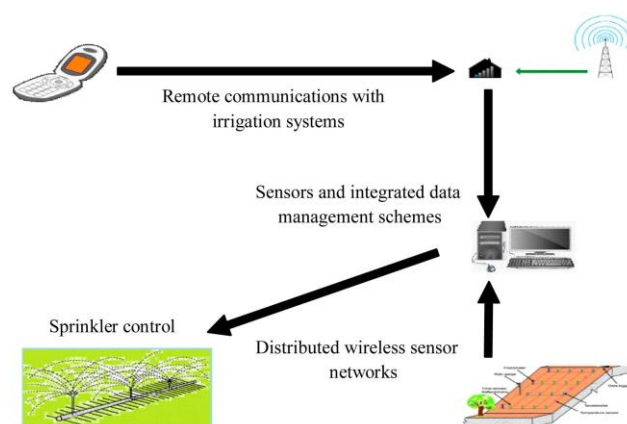 Remote communications with
irrigation systems
Sensors and integrated data
management schemes
Sprinkler control
Distributed wireless sensor
networks